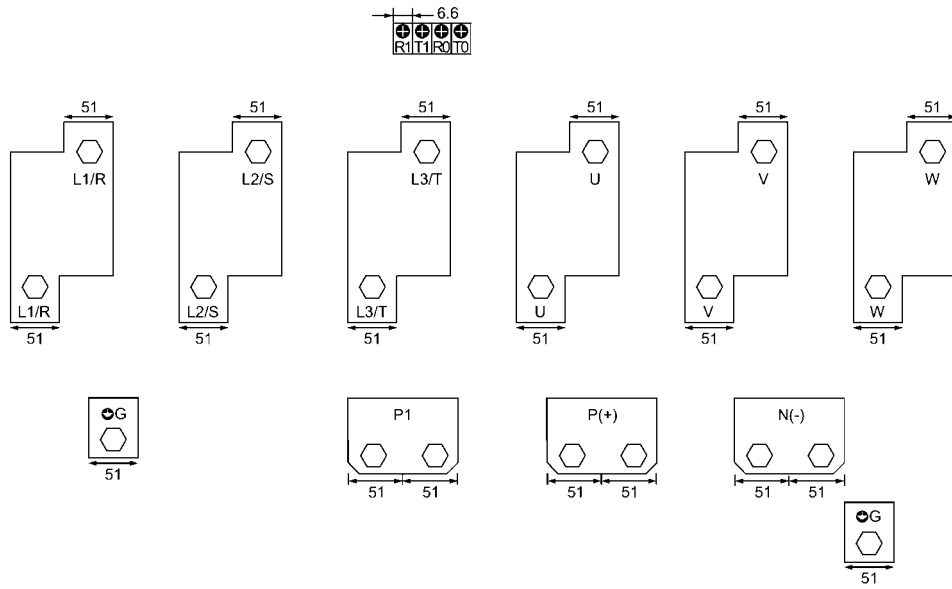 6.6
R1 T1 R0 T0
51 51 51 51 51 51
L1/R L2/S L3/T U V W
L1/R L2/S L3/T U V W
51 51 51 51 51 51
G P1 P(+) N(-)
51 51 51 51 51 51 51
G
51